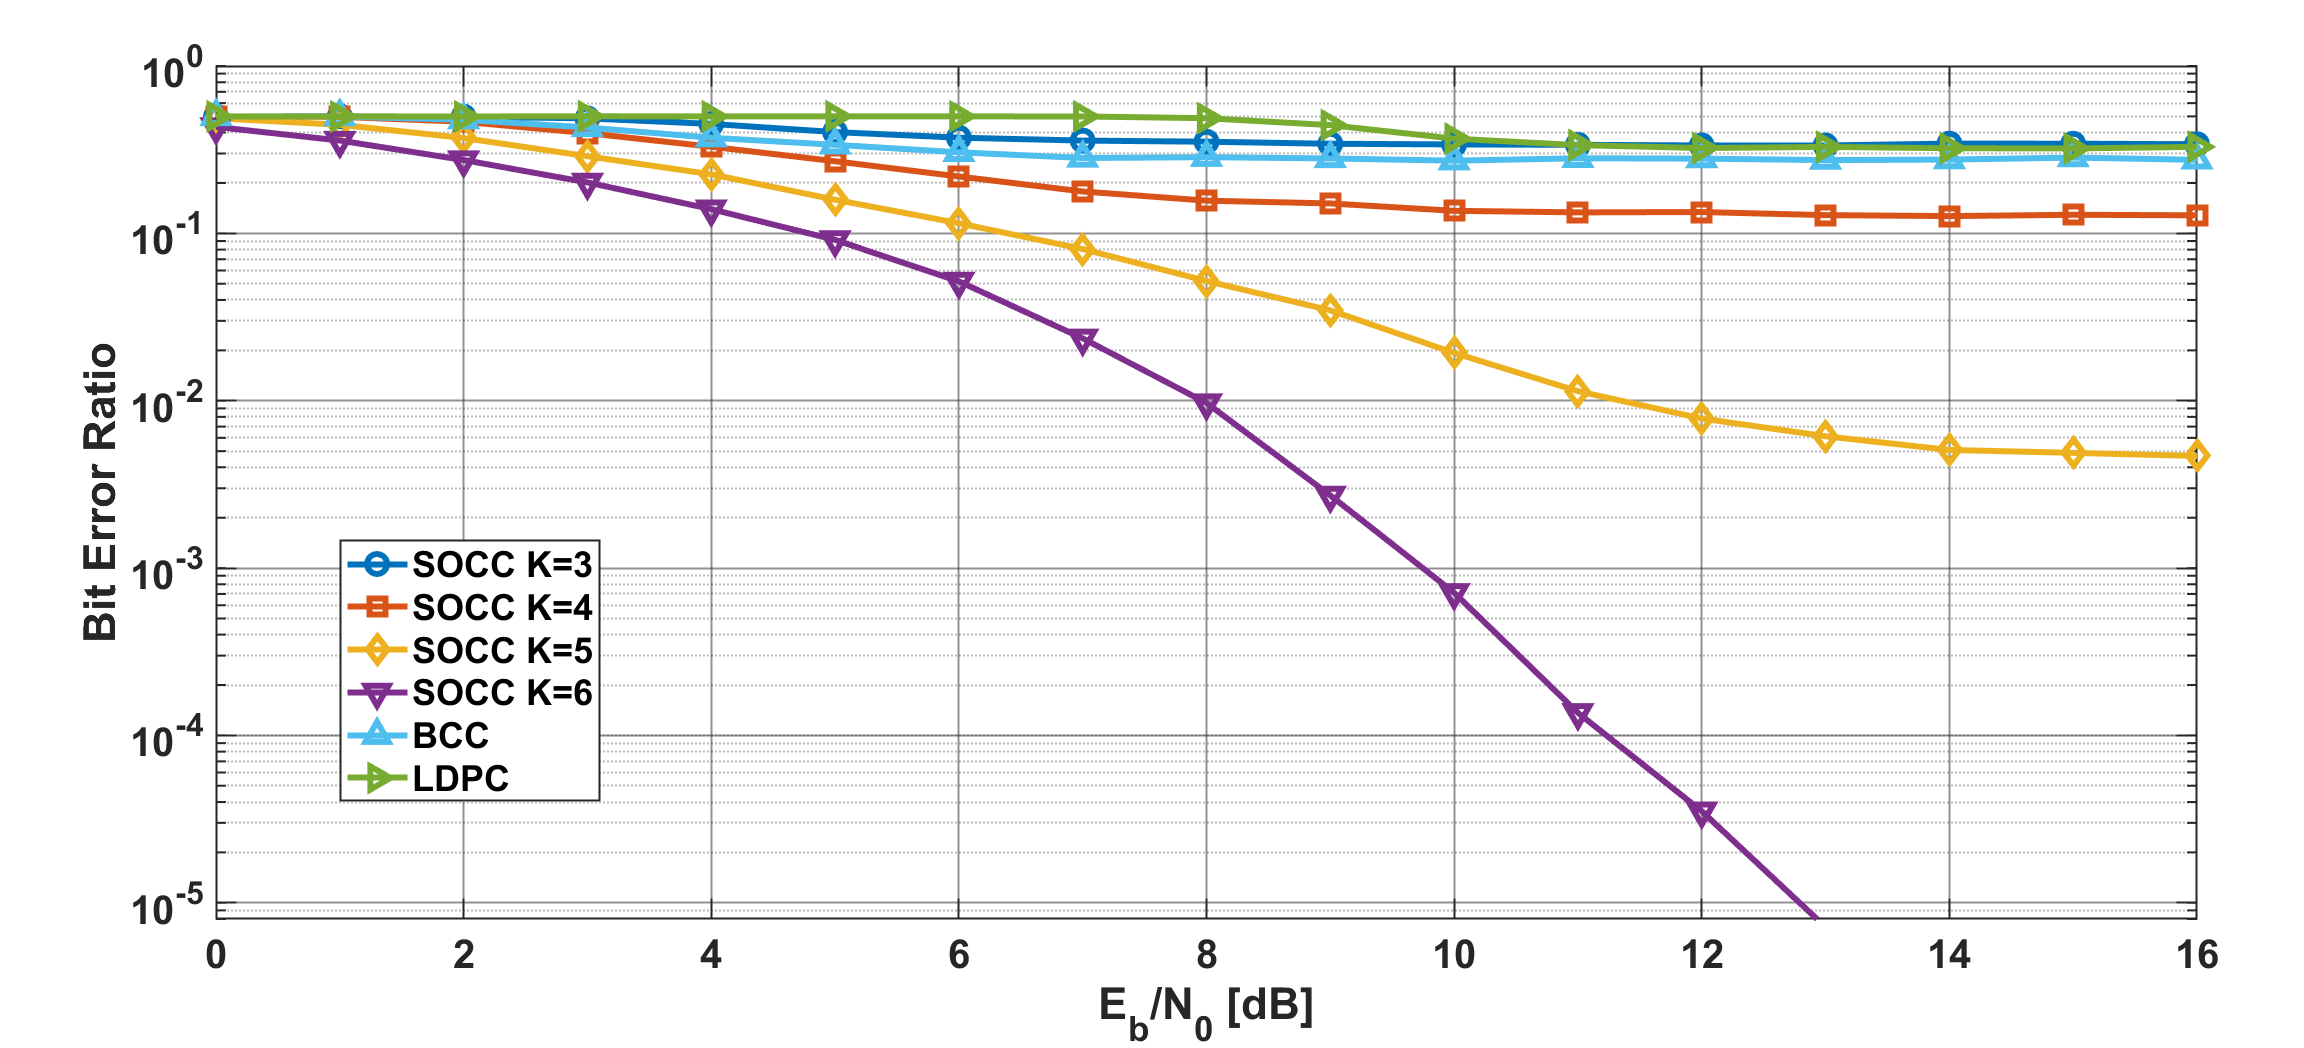 10^0
10^-1
10^-2
10^-3
10^-4
10^-5
Bit Error Ratio
SOCC K=3
SOCC K=4
SOCC K=5
SOCC K=6
BCC
LDPC
0 2 4 6 8 10 12 14 16
E_b/N_0 [dB]